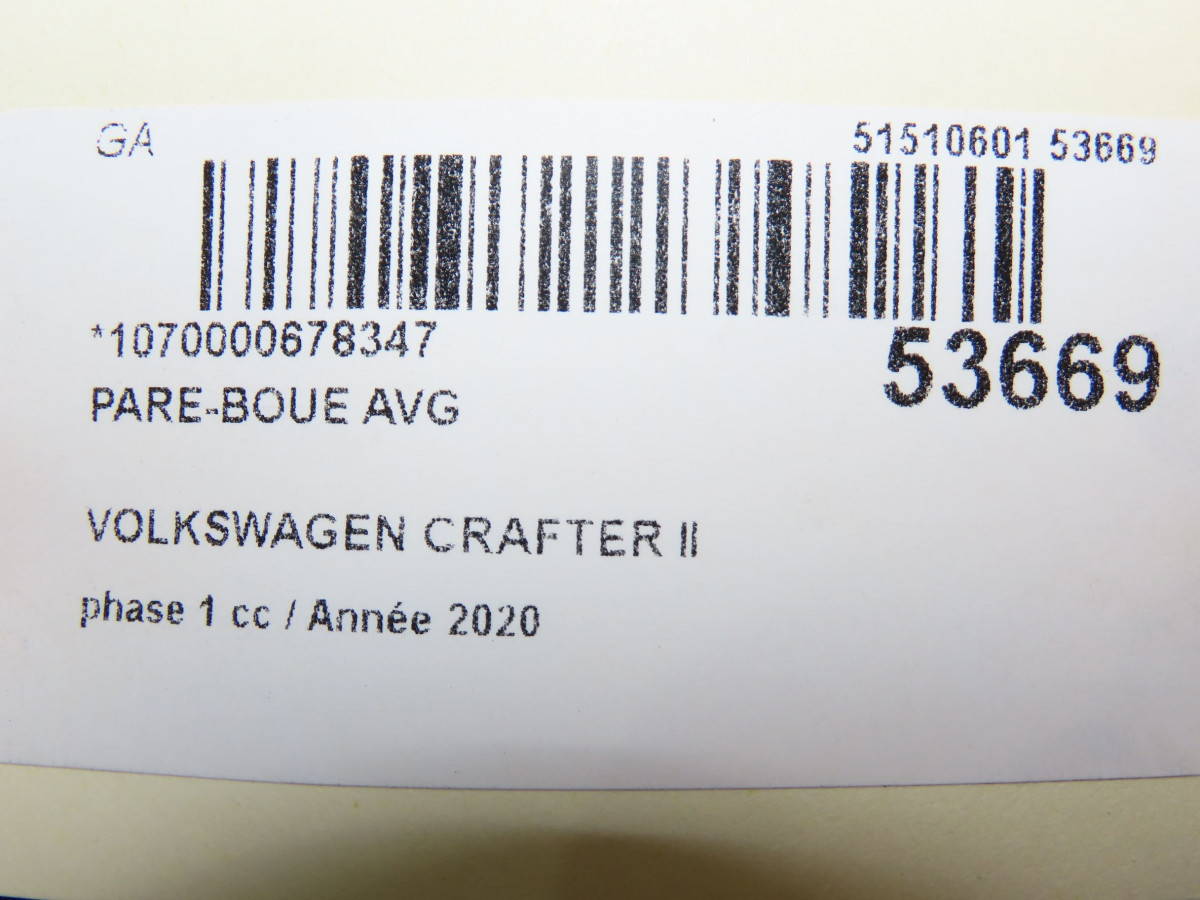 GA
51510601 53669
*1070000678347
53669
PARE-BOUE AVG
VOLKSWAGEN CRAFTER II
phase 1 cc / Année 2020